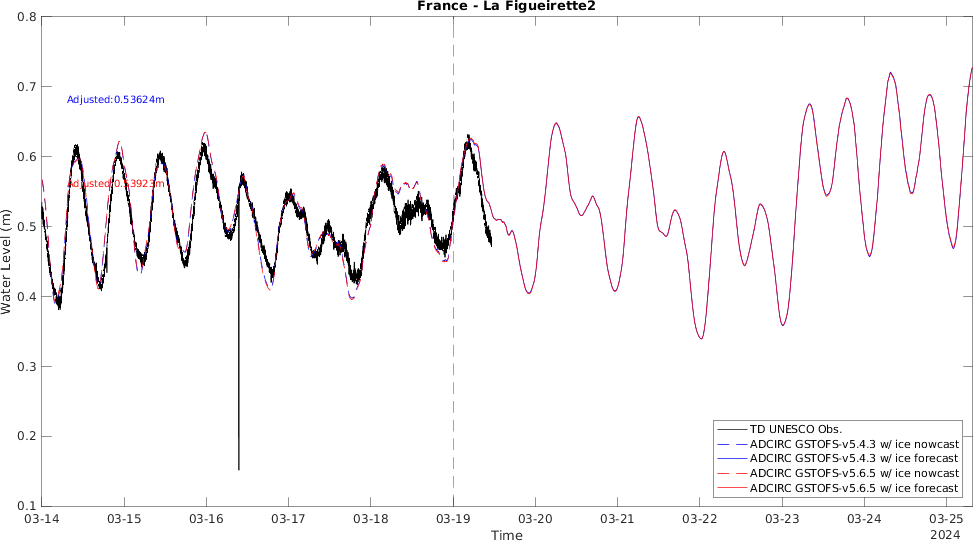 France - La Figueirette2
0.8
0.7
0.6
0.5
0.4
0.3
0.2
0.1
Water Level (m)
Adjusted:0.53624m
Adjusted:0.53923m
TD UNESCO Obs.
ADCIRC GSTOFS-v5.4.3 w/ ice nowcast
ADCIRC GSTOFS-v5.4.3 w/ ice forecast
ADCIRC GSTOFS-v5.6.5 w/ ice nowcast
ADCIRC GSTOFS-v5.6.5 w/ ice forecast
03-14 03-15 03-16 03-17 03-18 03-19 03-20 03-21 03-22 03-23 03-24 03-25
Time
2024